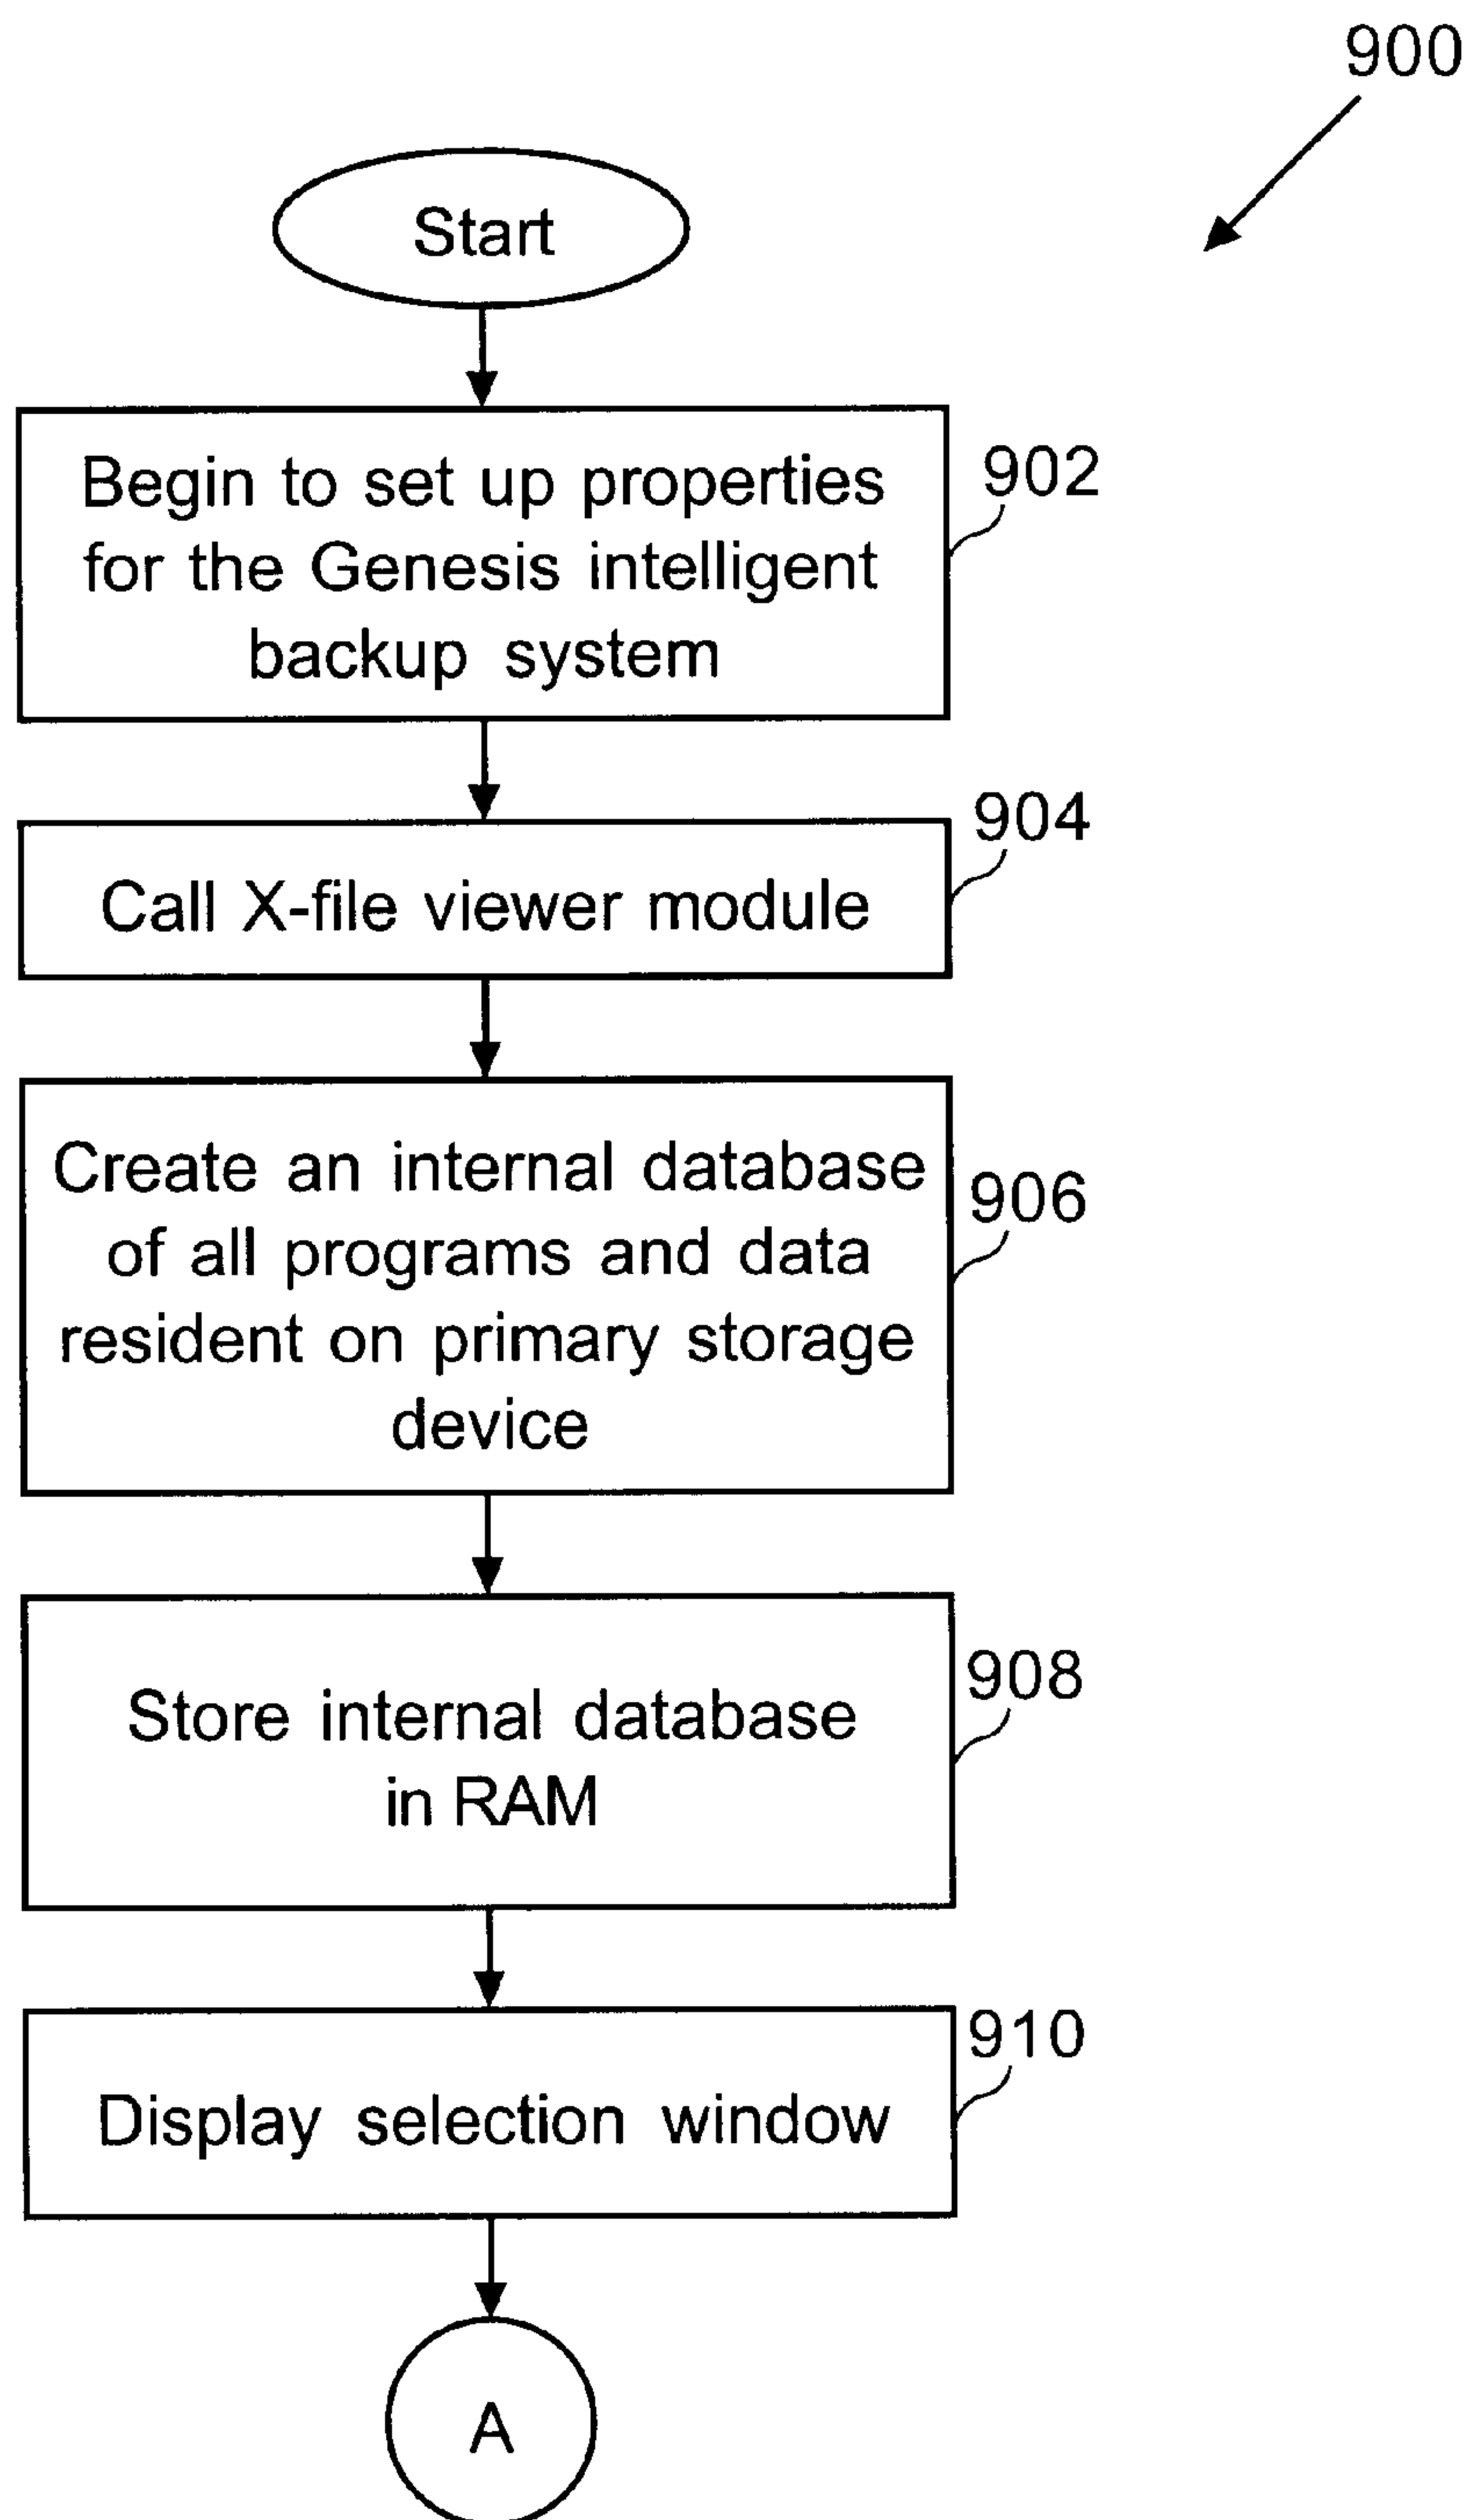 900
Start
Begin to set up properties
for the Genesis intelligent
backup system
902
Call X-file viewer module
904
Create an internal database
of all programs and data
resident on primary storage
device
906
Store internal database
in RAM
908
Display selection window
910
A